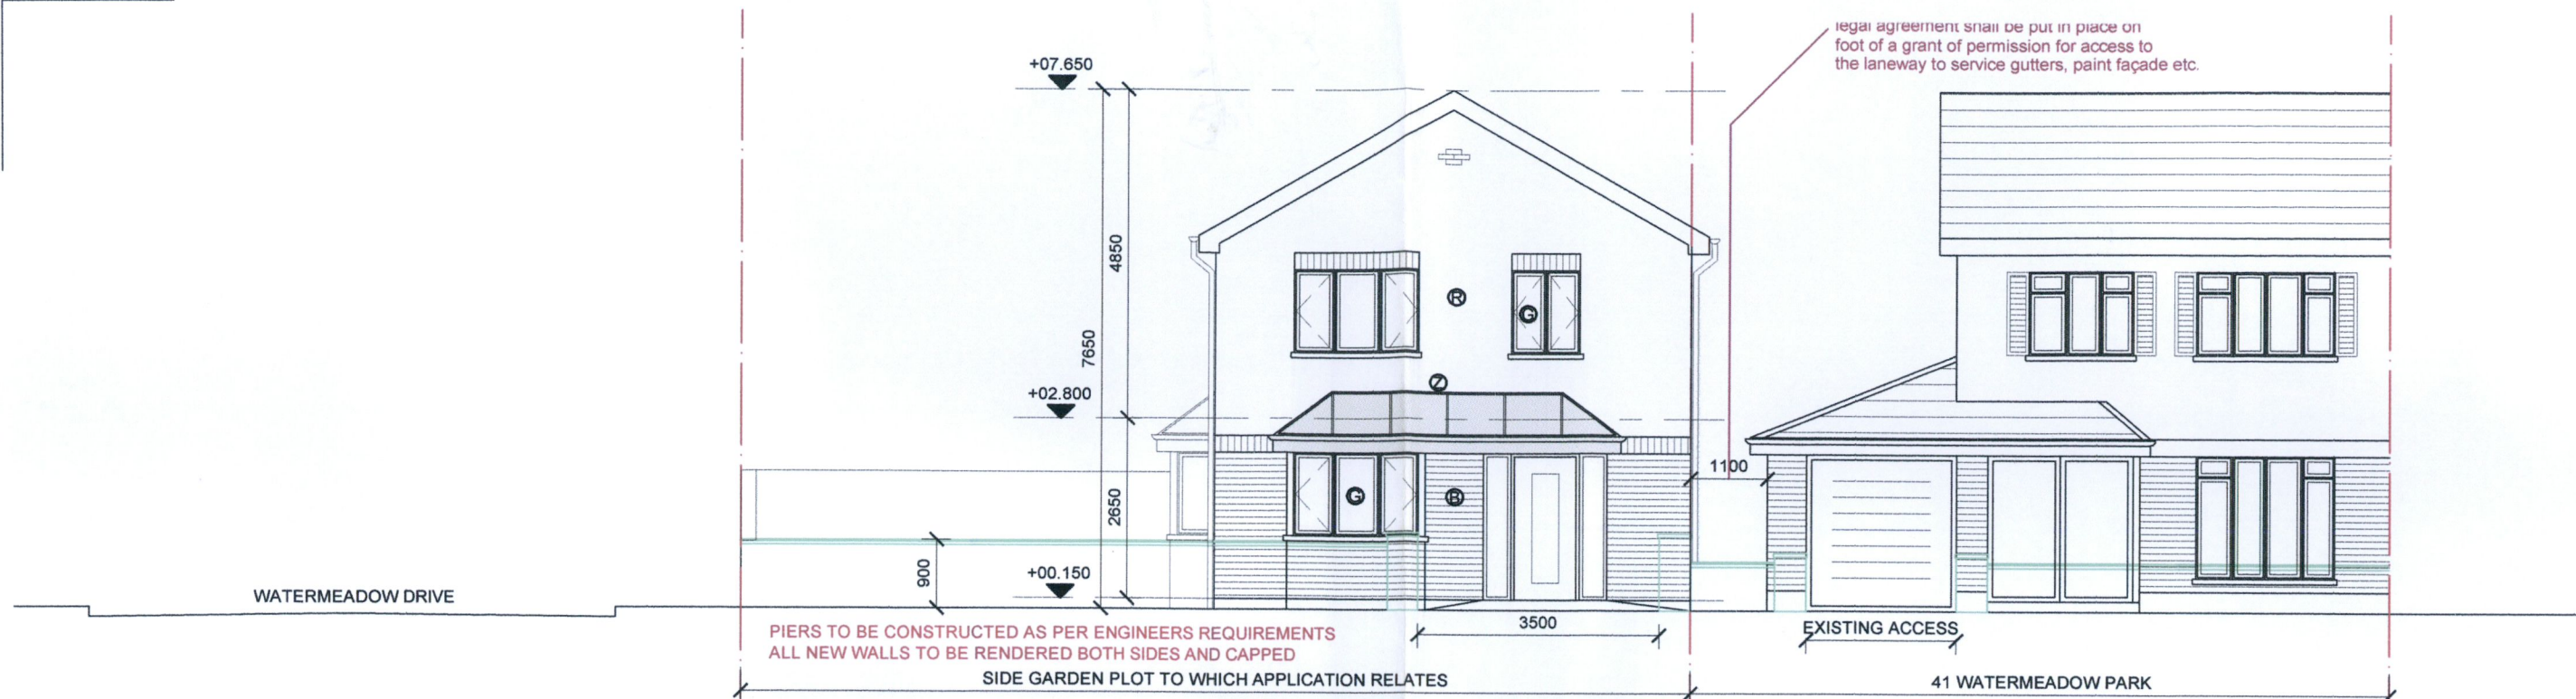 legal agreement shall be put in place on
foot of a grant of permission for access to
the laneway to service gutters, paint façade etc.
+07.650
4850
7650
R
G
Z
+02.800
1100
G
B
2650
900
+00.150
WATERMEADOW DRIVE
3500
EXISTING ACCESS
PIERS TO BE CONSTRUCTED AS PER ENGINEERS REQUIREMENTS
ALL NEW WALLS TO BE RENDERED BOTH SIDES AND CAPPED
SIDE GARDEN PLOT TO WHICH APPLICATION RELATES
41 WATERMEADOW PARK